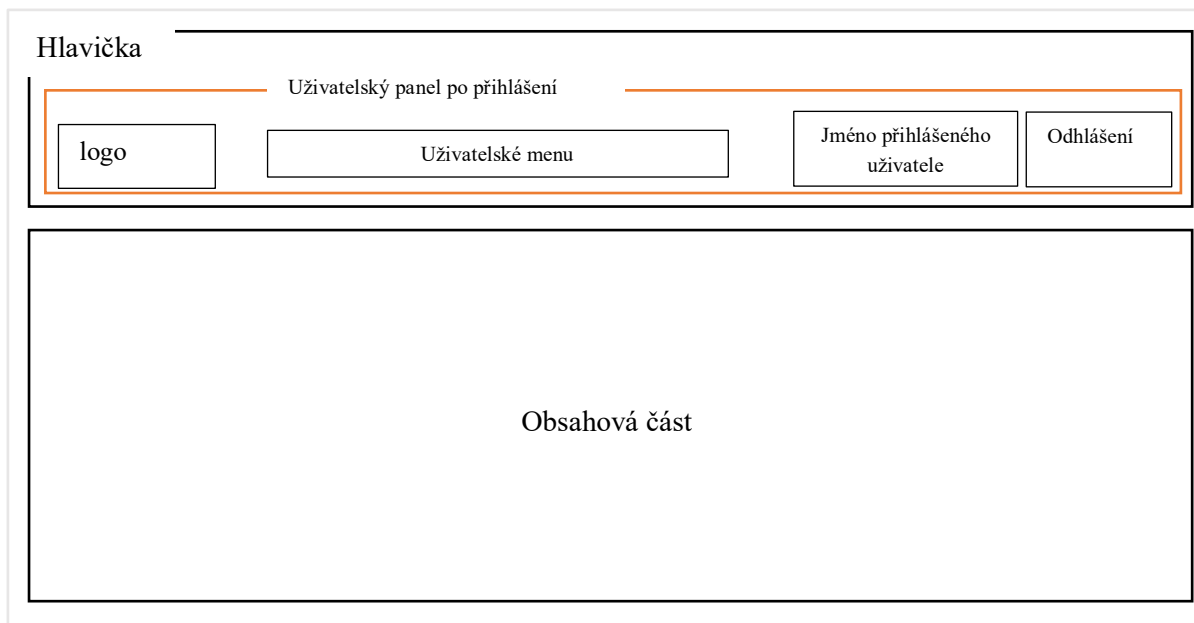 Hlavička
Uživatelský panel po přihlášení
logo
Uživatelské menu
Jméno přihlášeného
uživatele
Odhlášení
Obsahová část